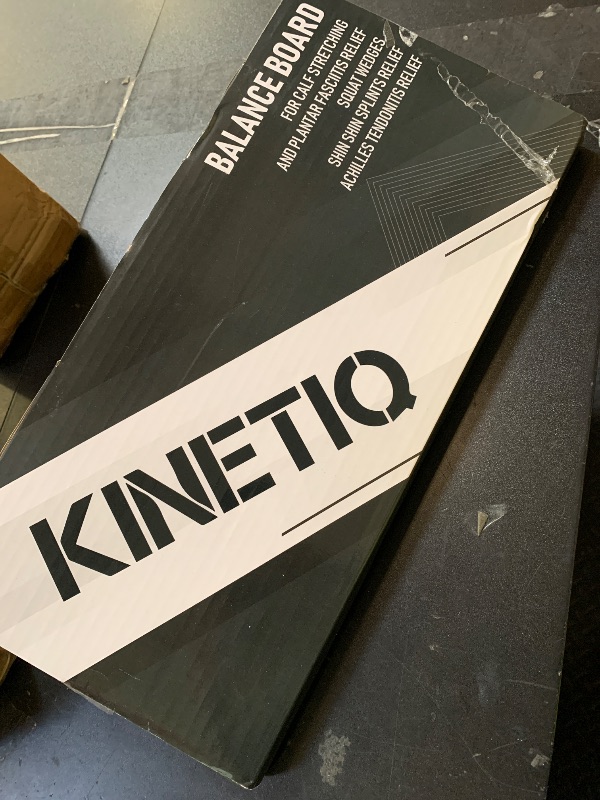 BALANCE BOARD
FOR CALF STRETCHING
AND PLANTAR FASCIITIS RELIEF
SQUAT WEDGES
SHIN SHIN SPLINTS RELIEF
ACHILLES TENDONITIS RELIEF
KINETIQ